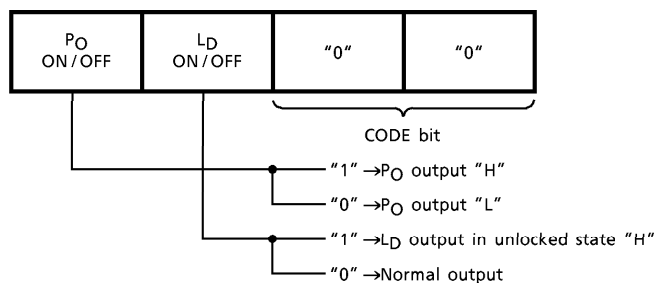 PO
ON / OFF
LD
ON / OFF
"0"
"0"
CODE bit
"1" →PO output "H"
"0" →PO output "L"
"1" →LD output in unlocked state "H"
"0" →Normal output